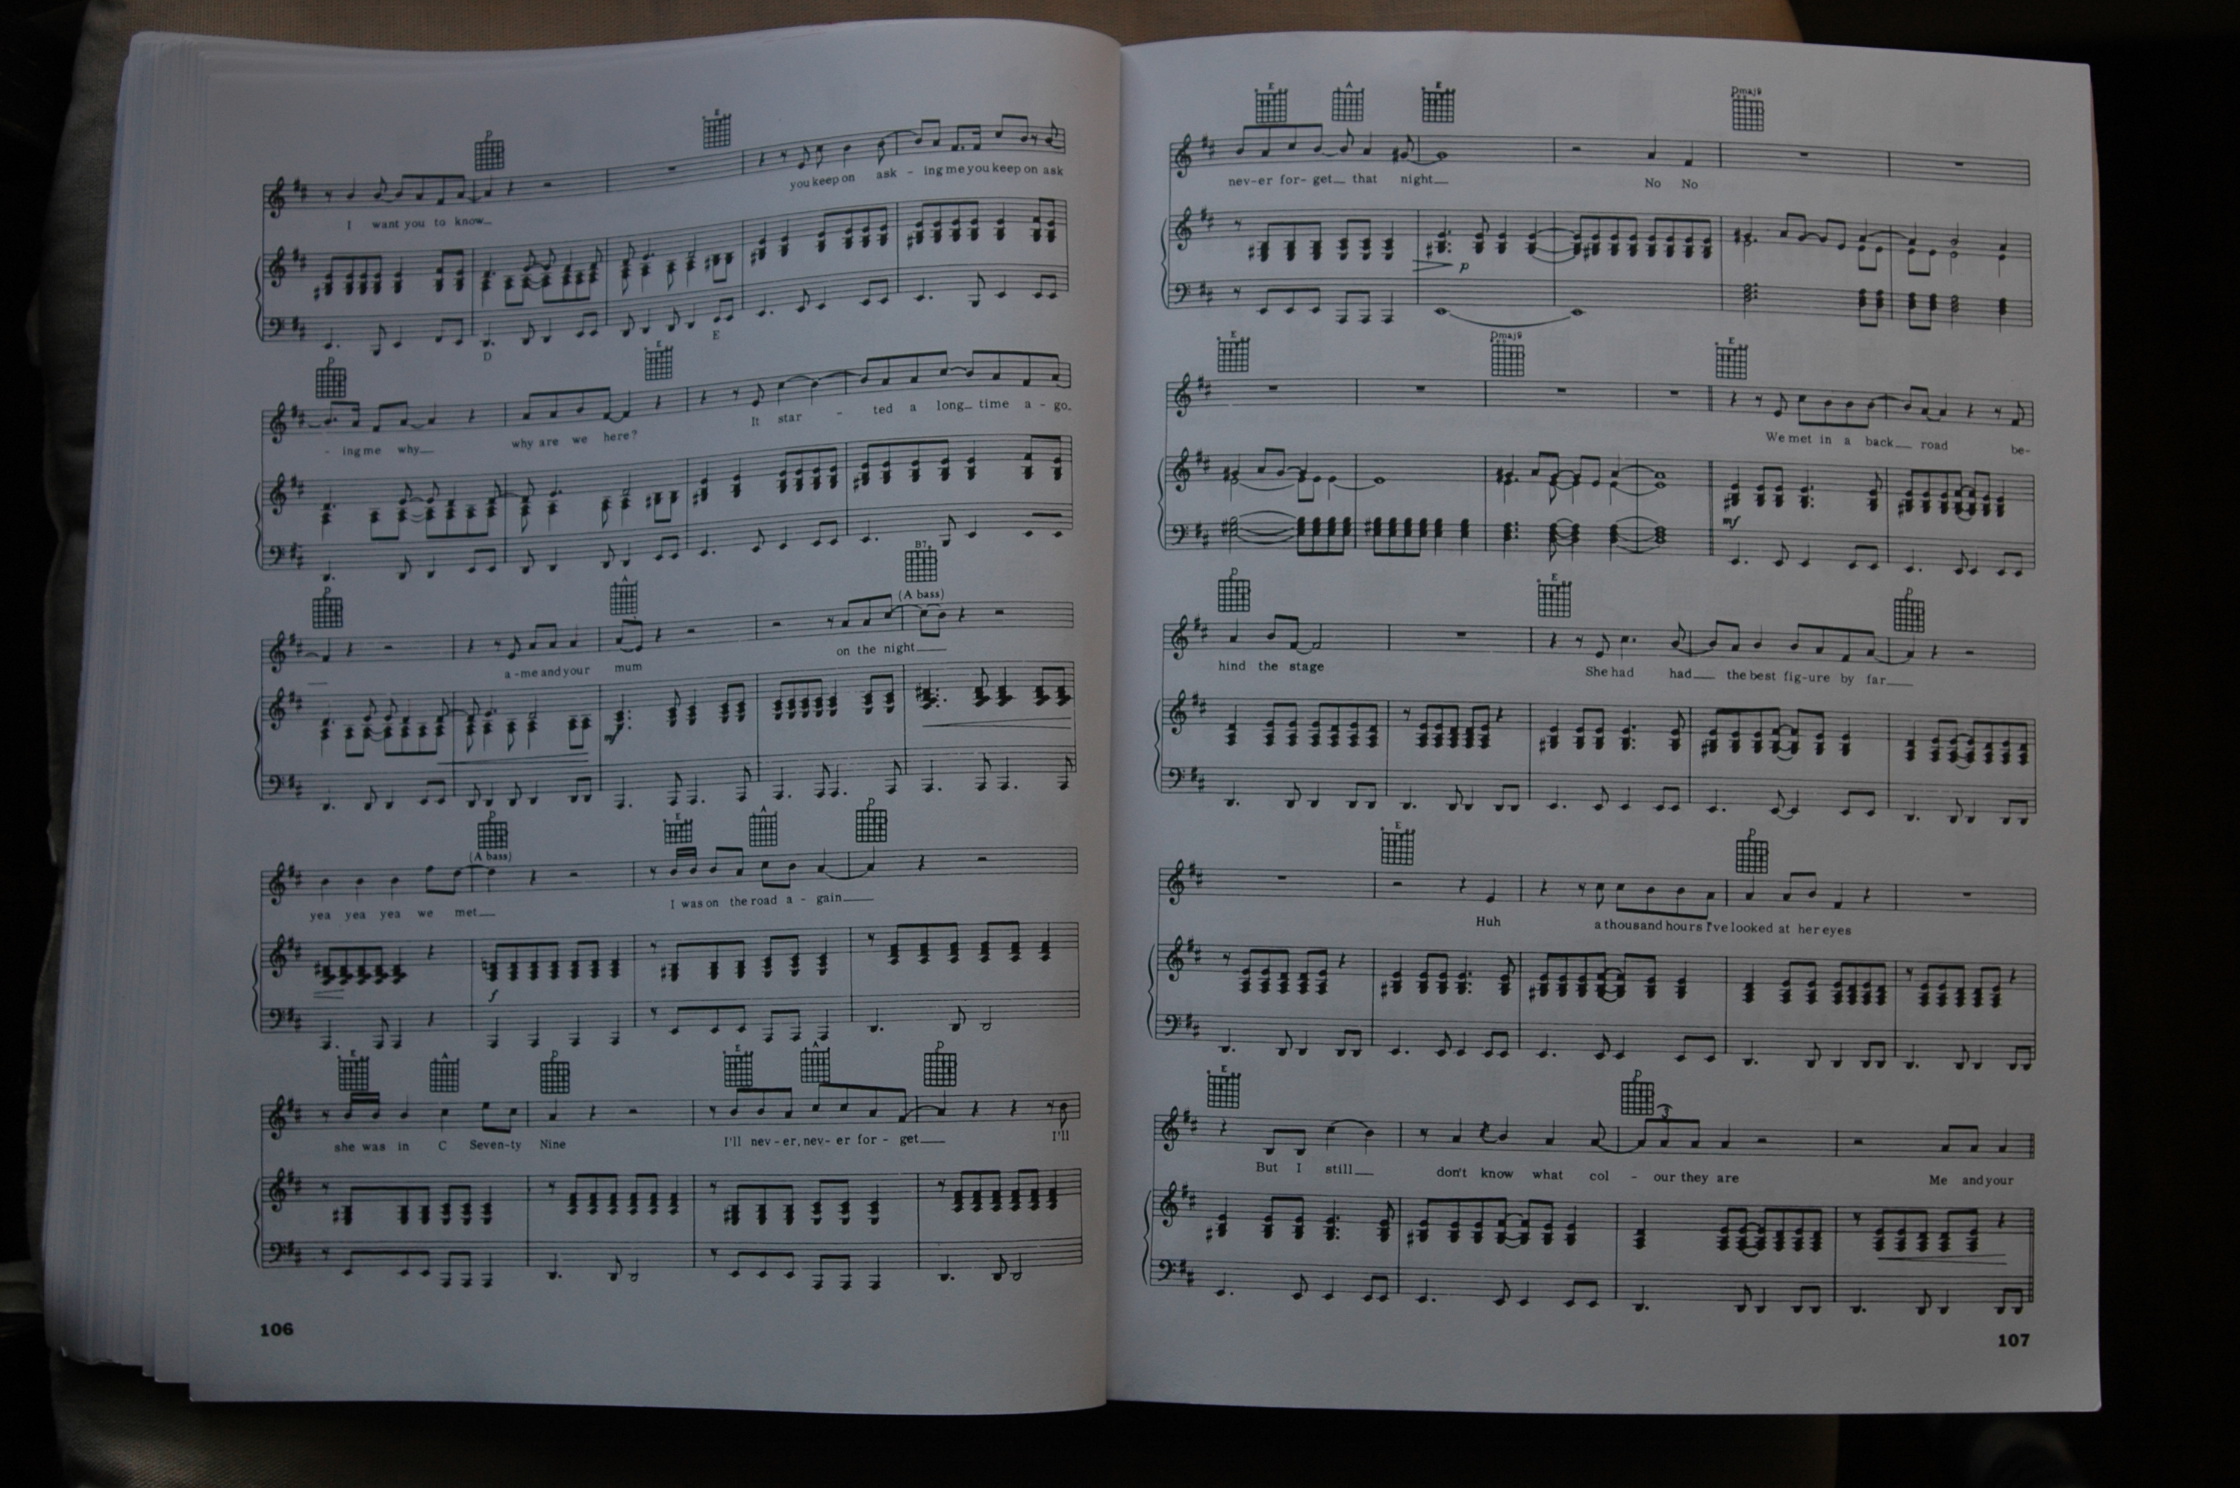 D E
I want you to know
you keep on ask - ing me you keep on ask
D E
D E
- ing me why why are we here? It star - ted a long time a - go.
D A B7
(A bass)
a - me and your mum on the night
D E A D
(A bass)
yea yea yea we met I was on the road a - gain
E A D E A D
she was in C Seven-ty Nine I'll nev - er, nev - er for - get I'll
106
E A E Dmaj9
nev-er for- get that night No No
p
E Dmaj9 E
We met in a back road be-
mf
D E D
hind the stage She had had the best fig-ure by far
E D
Huh a thousand hours I've looked at her eyes
E D
3
But I still don't know what col - our they are Me and your
107